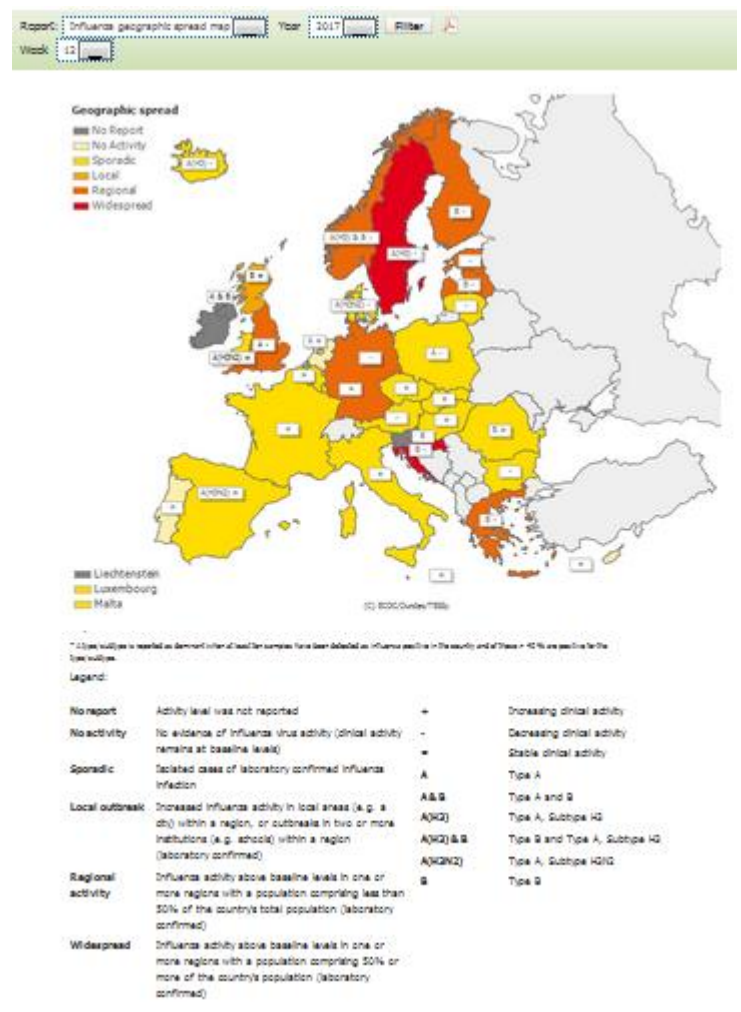 Report: Influenza geographic spread map Year 2017 Filter
Week 12
Geographic spread
No Report
No Activity
Sporadic
Local
Regional
Widespread
A(H3) -
B -
A(H3) & B -
A(H3) -
-
B =
B -
A & B
A(H3N2) -
-
A =
A(H3N2) =
A -
-
A -
=
=
=
=
=
-
=
=
B =
B
B -
-
=
A(H3N2) =
=
B -
=
=
Liechtenstein
Luxembourg
Malta
(C) ECDC/Dundas/TESSy
Legend:
No report Activity level was not reported + Increasing clinical activity
No activity No evidence of influenza virus activity (clinical activity - Decreasing clinical activity
remains at baseline levels) = Stable clinical activity
Sporadic Isolated cases of laboratory confirmed influenza A Type A
infection A & B Type A and B
Local outbreak Increased influenza activity in local areas (e.g. a A(H3) Type A, Subtype H3
city) within a region, or outbreaks in two or more
institutions (e.g. schools) within a region A(H3) & B Type B and Type A, Subtype H3
(laboratory confirmed) A(H3N2) Type A, Subtype H3N2
Regional Influenza activity above baseline levels in one or B Type B
activity more regions with a population comprising less than
50% of the country's total population (laboratory
confirmed)
Widespread Influenza activity above baseline levels in one or
more regions with a population comprising 50% or
more of the country's population (laboratory
confirmed)